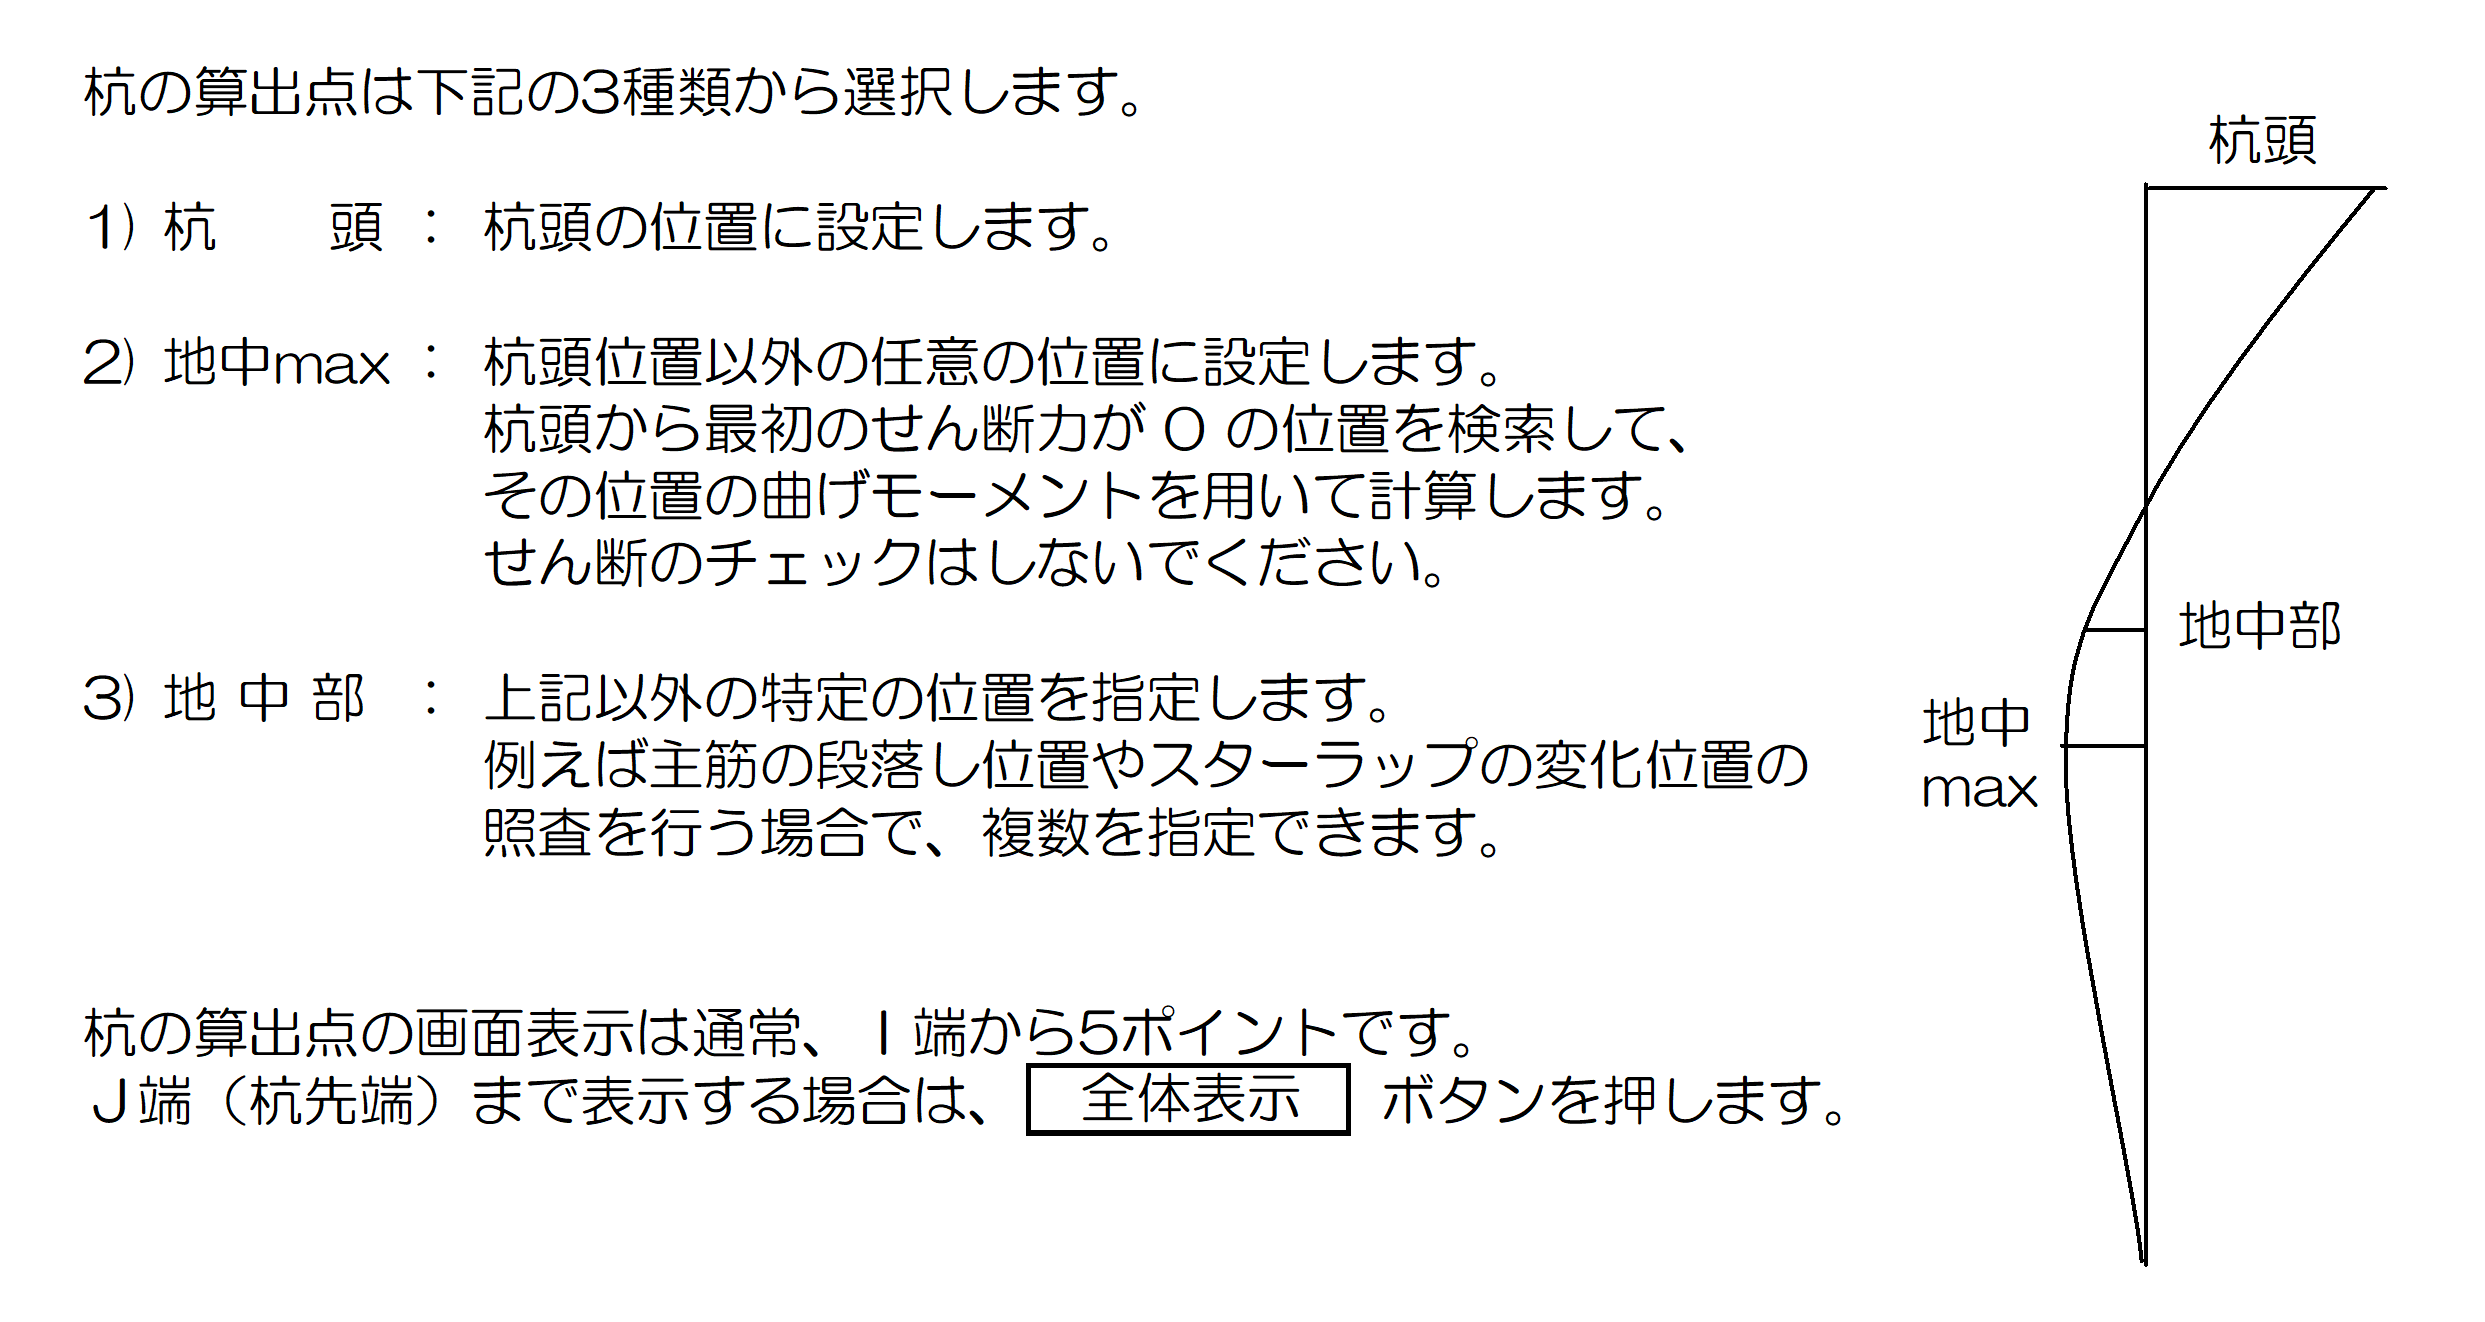 杭の算出点は下記の3種類から選択します。
1) 杭　　頭 ： 杭頭の位置に設定します。
2) 地中max ： 杭頭位置以外の任意の位置に設定します。
杭頭から最初のせん断力が 0 の位置を検索して、
その位置の曲げモーメントを用いて計算します。
せん断のチェックはしないでください。
3) 地 中 部 ： 上記以外の特定の位置を指定します。
例えば主筋の段落し位置やスターラップの変化位置の
照査を行う場合で、複数を指定できます。
杭の算出点の画面表示は通常、Ｉ端から5ポイントです。
Ｊ端（杭先端）まで表示する場合は、 全体表示 ボタンを押します。
杭頭
地中部
地中
max